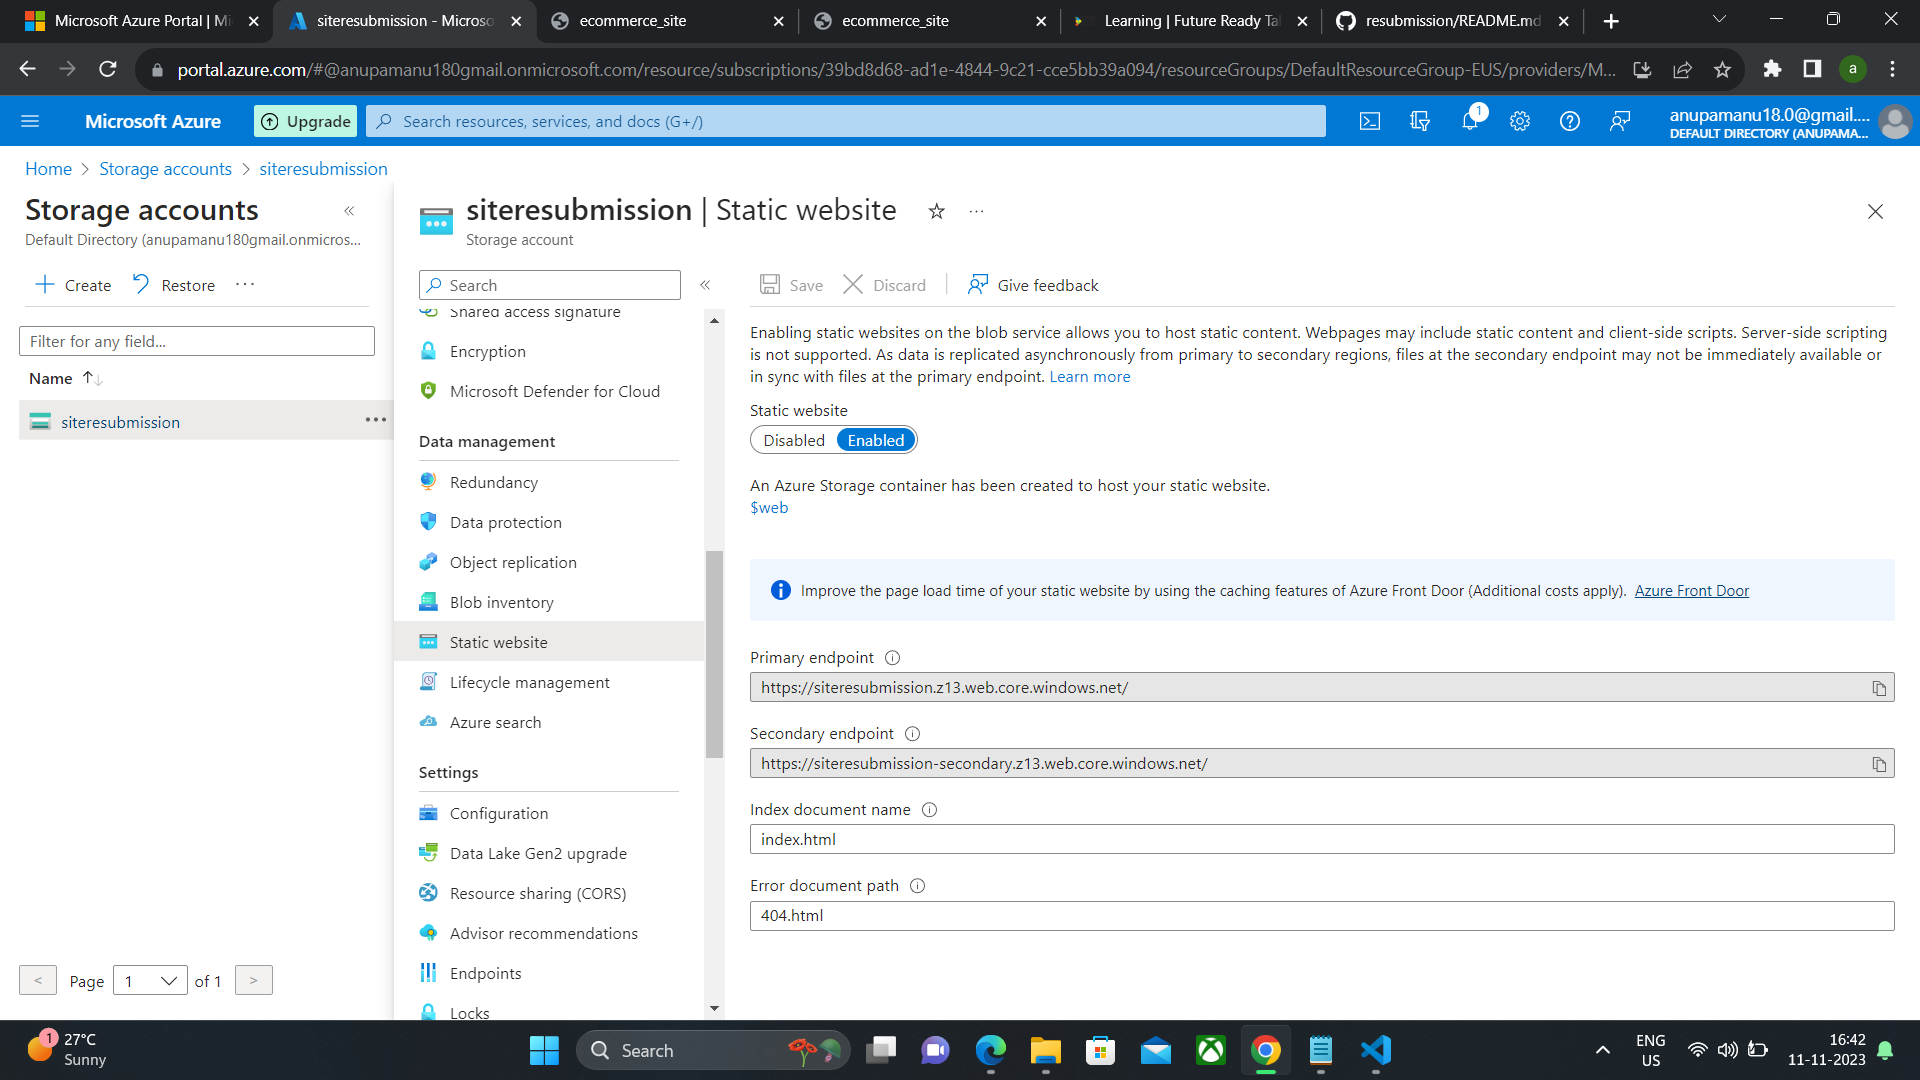 Microsoft Azure Portal | Mi
siteresubmission - Microso
ecommerce_site
ecommerce_site
Learning | Future Ready Tal
resubmission/README.md
portal.azure.com/#@anupamanu180gmail.onmicrosoft.com/resource/subscriptions/39bd8d68-ad1e-4844-9c21-cce5bb39a094/resourceGroups/DefaultResourceGroup-EUS/providers/M...
a
Microsoft Azure
Upgrade
Search resources, services, and docs (G+/)
1
anupamanu18.0@gmail....
DEFAULT DIRECTORY (ANUPAMA...
Home > Storage accounts > siteresubmission
Storage accounts
Default Directory (anupamanu180gmail.onmicros...
Create
Restore
...
Filter for any field...
Name
siteresubmission
...
< Page 1 of 1 >
siteresubmission | Static website
...
Storage account
Search
Shared access signature
Encryption
Microsoft Defender for Cloud
Data management
Redundancy
Data protection
Object replication
Blob inventory
Static website
Lifecycle management
Azure search
Settings
Configuration
Data Lake Gen2 upgrade
Resource sharing (CORS)
Advisor recommendations
Endpoints
Locks
Save
Discard
Give feedback
Enabling static websites on the blob service allows you to host static content. Webpages may include static content and client-side scripts. Server-side scripting
is not supported. As data is replicated asynchronously from primary to secondary regions, files at the secondary endpoint may not be immediately available or
in sync with files at the primary endpoint. Learn more
Static website
Disabled
Enabled
An Azure Storage container has been created to host your static website.
$web
Improve the page load time of your static website by using the caching features of Azure Front Door (Additional costs apply). Azure Front Door
Primary endpoint
https://siteresubmission.z13.web.core.windows.net/
Secondary endpoint
https://siteresubmission-secondary.z13.web.core.windows.net/
Index document name
index.html
Error document path
404.html
1
27°C
Sunny
Search
ENG
US
16:42
11-11-2023